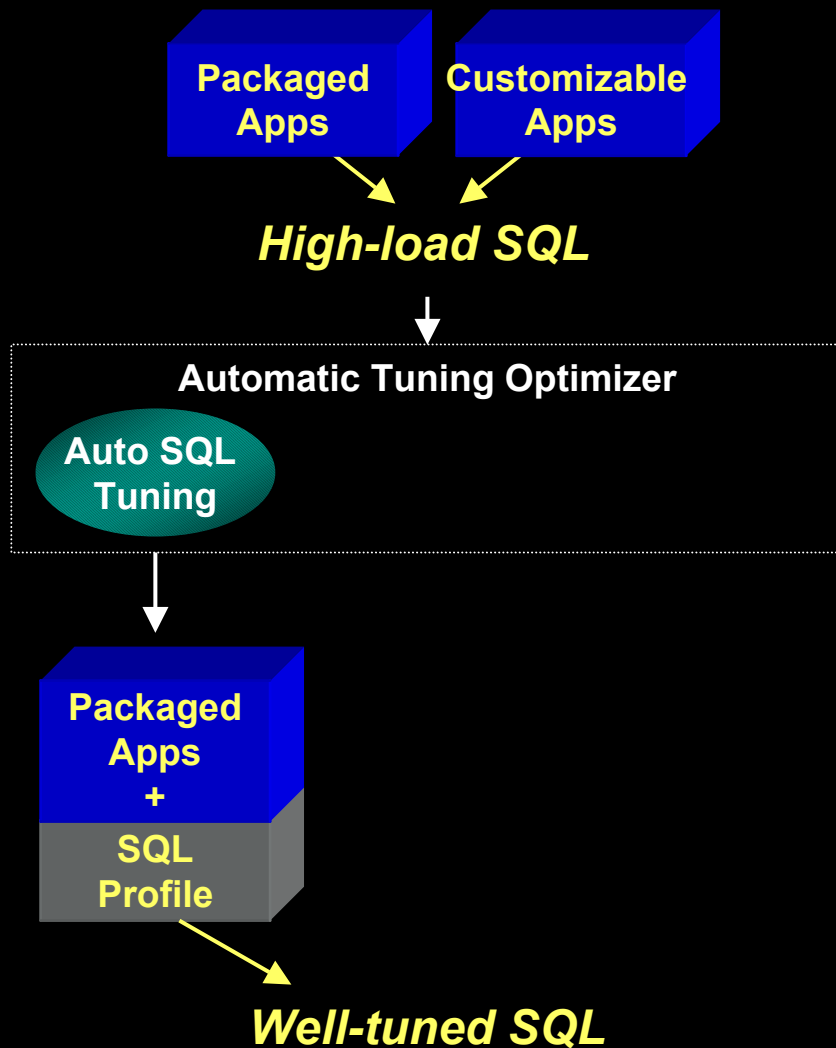 Packaged
Apps
Customizable
Apps
High-load SQL
Automatic Tuning Optimizer
Auto SQL
Tuning
Packaged
Apps
+
SQL
Profile
Well-tuned SQL